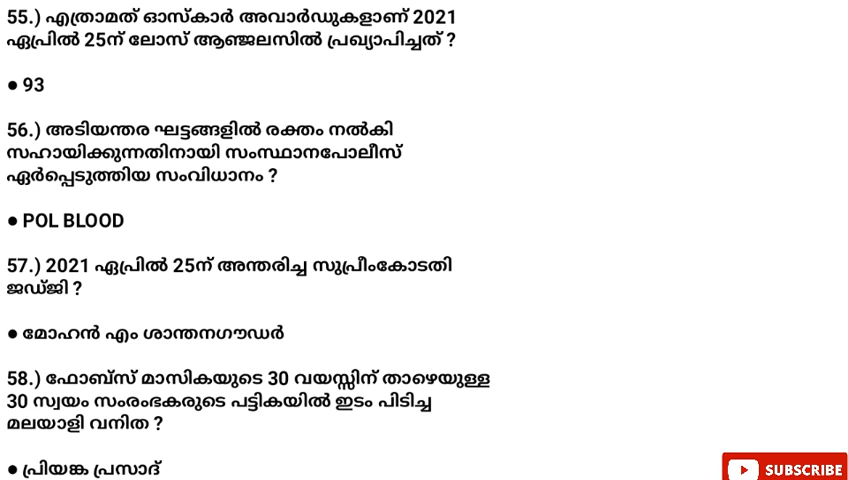 55.) എത്രാമത് ഓസ്കാർ അവാർഡുകളാണ് 2021
ഏപ്രിൽ 25ന് ലോസ് ആഞ്ജലസിൽ പ്രഖ്യാപിച്ചത് ?
● 93
56.) അടിയന്തര ഘട്ടങ്ങളിൽ രക്തം നൽകി
സഹായിക്കുന്നതിനായി സംസ്ഥാനപോലീസ്
ഏർപ്പെടുത്തിയ സംവിധാനം ?
● POL BLOOD
57.) 2021 ഏപ്രിൽ 25ന് അന്തരിച്ച സുപ്രീംകോടതി
ജഡ്ജി ?
● മോഹൻ എം ശാന്തനഗൗഡർ
58.) ഫോബ്സ് മാസികയുടെ 30 വയസ്സിന് താഴെയുള്ള
30 സ്വയം സംരംഭകരുടെ പട്ടികയിൽ ഇടം പിടിച്ച
മലയാളി വനിത ?
● പ്രിയങ്ക പ്രസാദ്
SUBSCRIBE